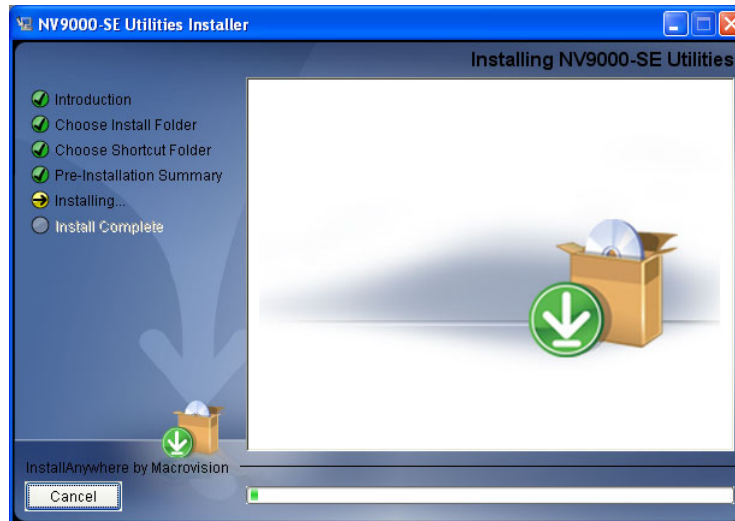 NV9000-SE Utilities Installer
Installing NV9000-SE Utilities
Introduction
Choose Install Folder
Choose Shortcut Folder
Pre-Installation Summary
Installing...
Install Complete
InstallAnywhere by Macrovision
Cancel